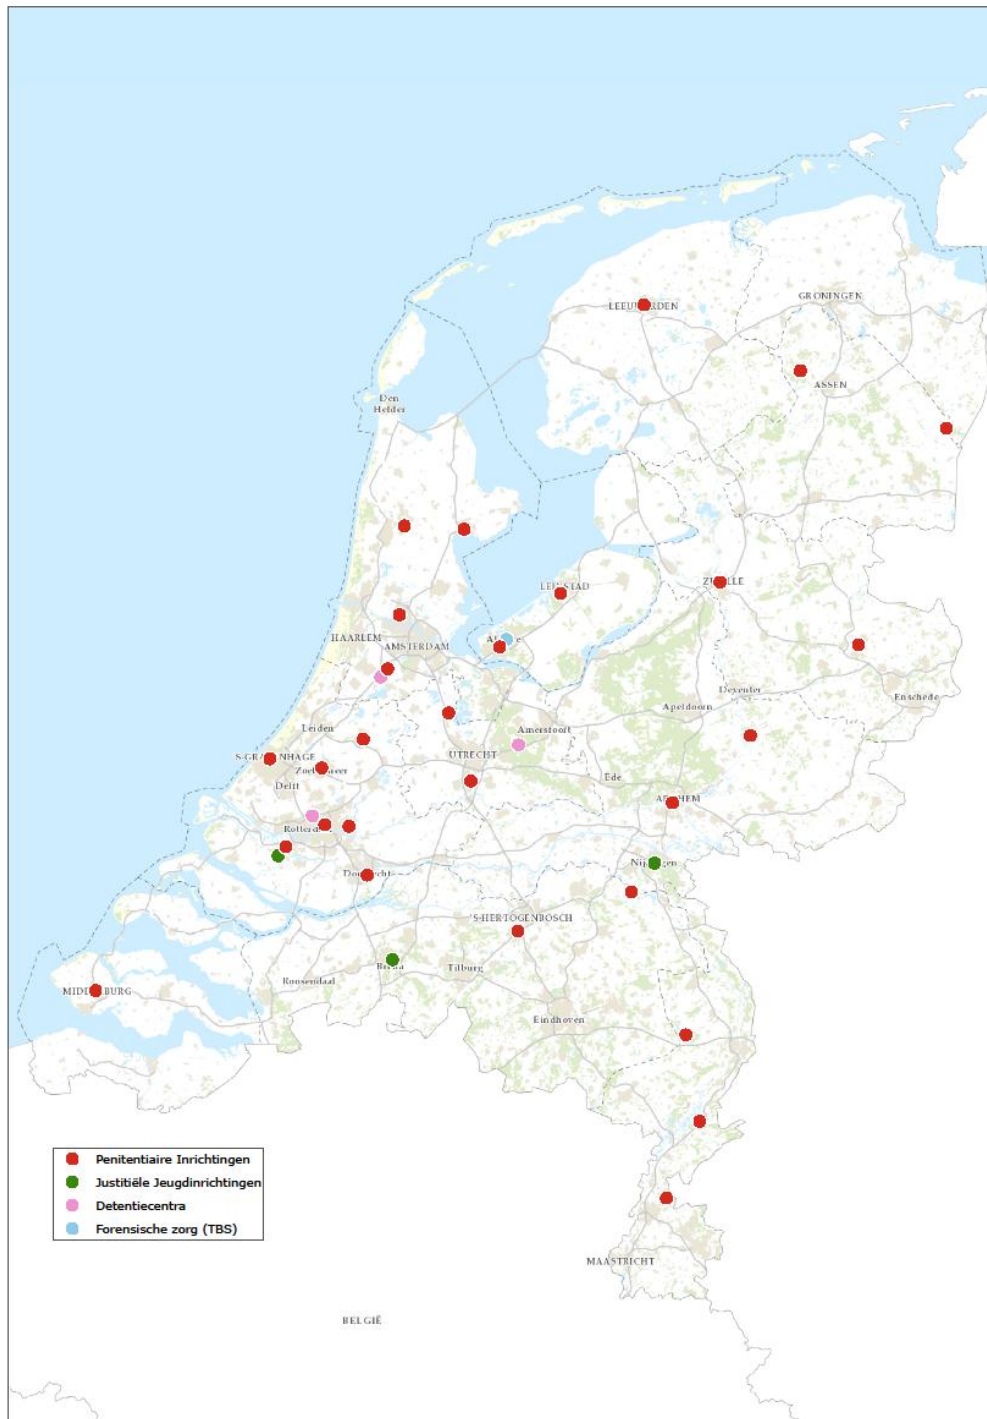 LEEUWARDEN
GRONINGEN
ASSEN
Den
Helder
ZWOLLE
LELYSTAD
HAARLEM
AMSTERDAM
Almere
Enschede
Deventer
Apeldoorn
Leiden
Amersfoort
S-GRAVENHAGE
UTRECHT
Zoetermeer
Ede
Delft
ARNHEM
Rotterdam
Nijmegen
Dordrecht
'S-HERTOGENBOSCH
Breda
Tilburg
Roosendaal
MIDDELBURG
Eindhoven
Penitentiaire Inrichtingen
Justitiële Jeugdinrichtingen
Detentiecentra
Forensische zorg (TBS)
MAASTRICHT
BELGIË